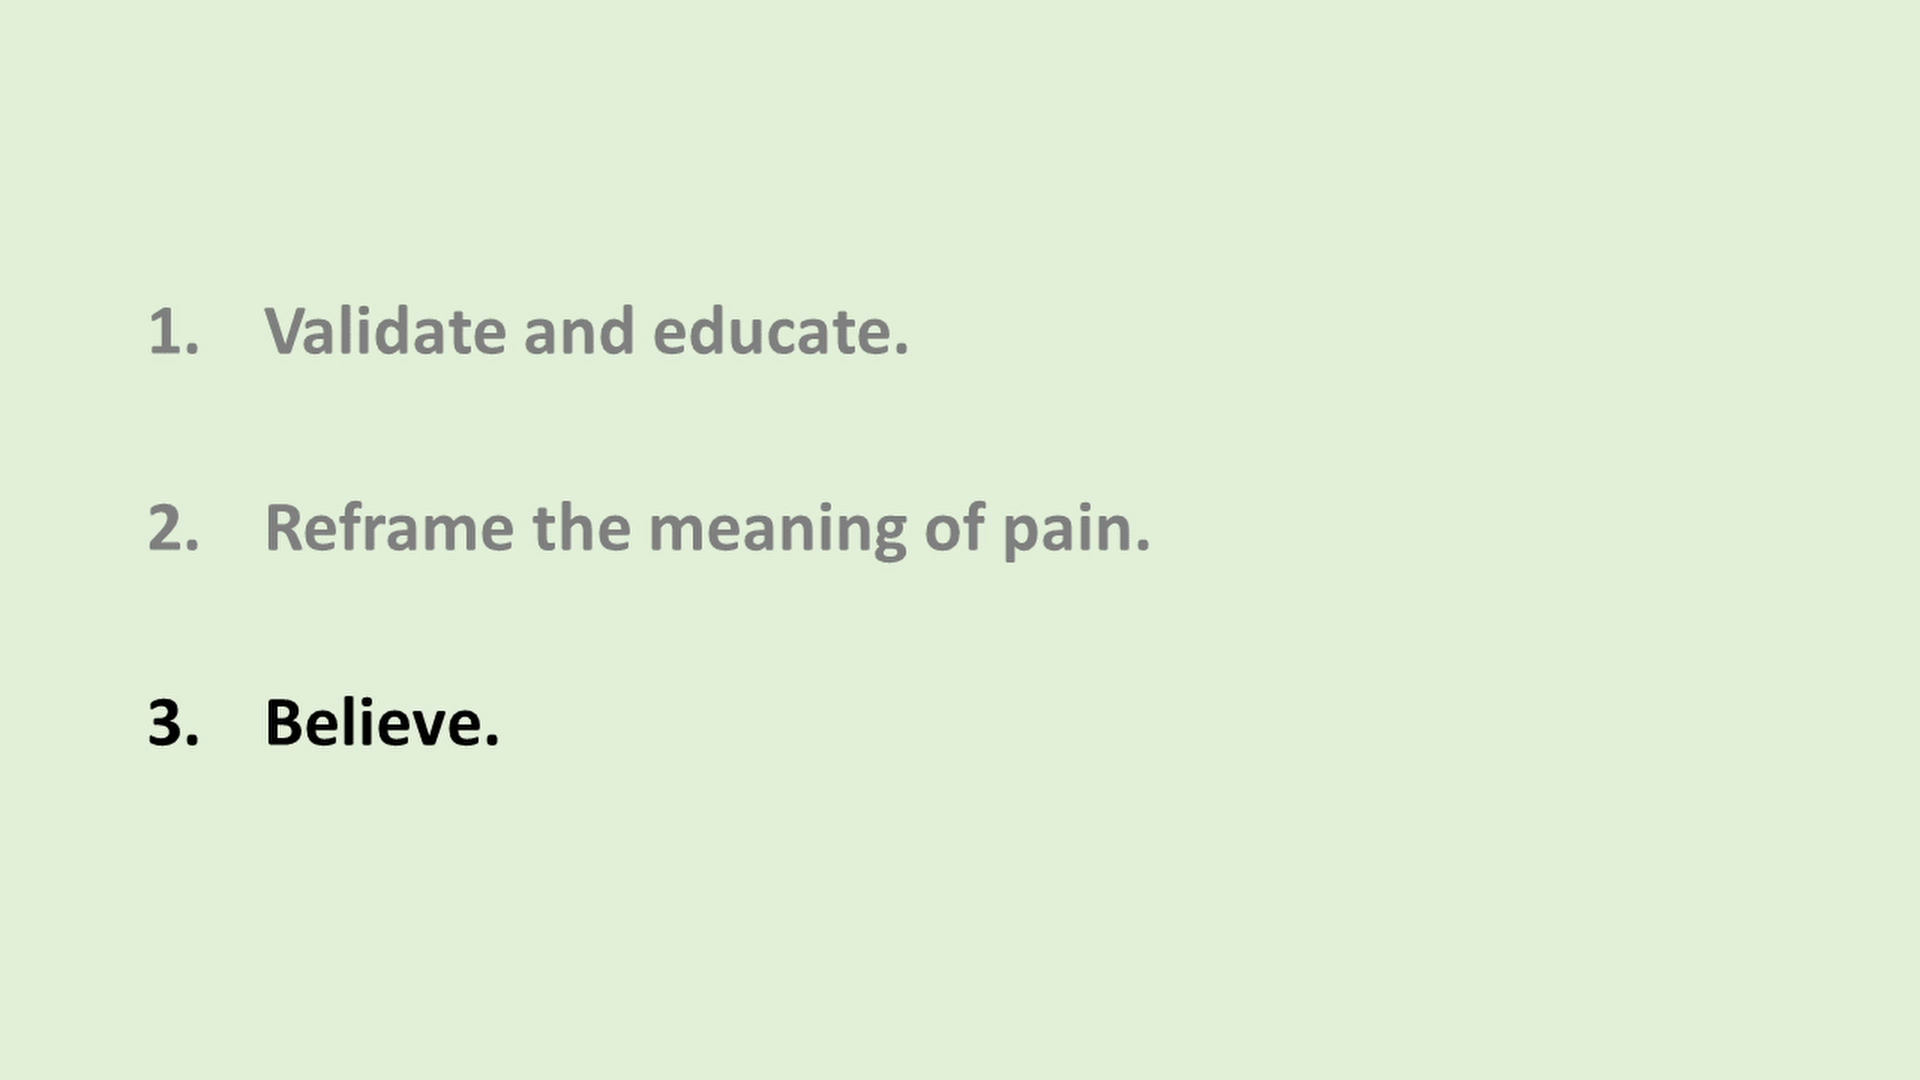 1. Validate and educate.
2. Reframe the meaning of pain.
3. Believe.